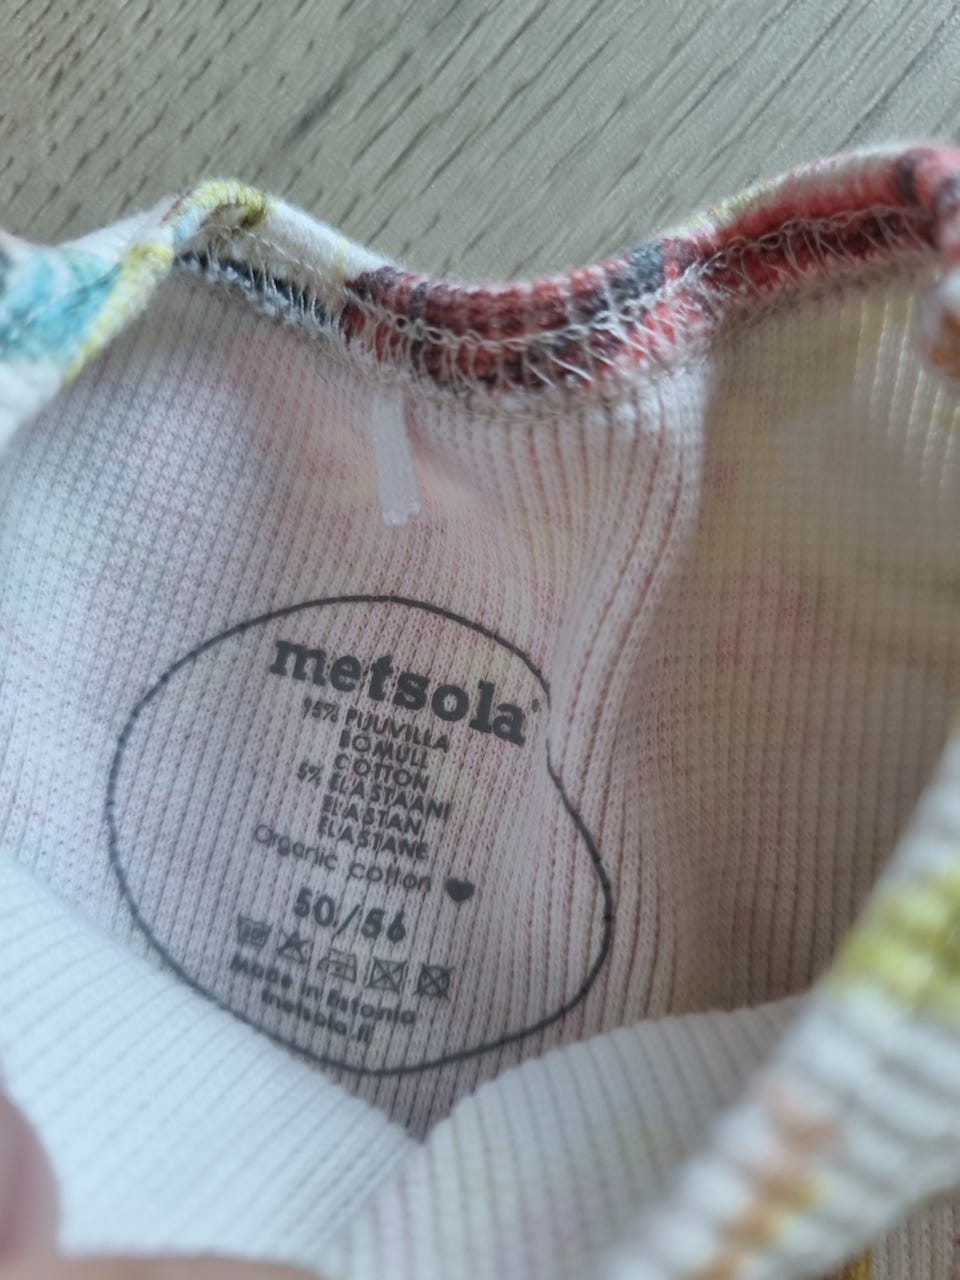 metsola
95% PUUVILLA
BOMULL
COTTON
5% ELASTAANI
ELASTAN
ELASTANE
Organic cotton ♥
50/56
Made in Estonia
metsola.fi